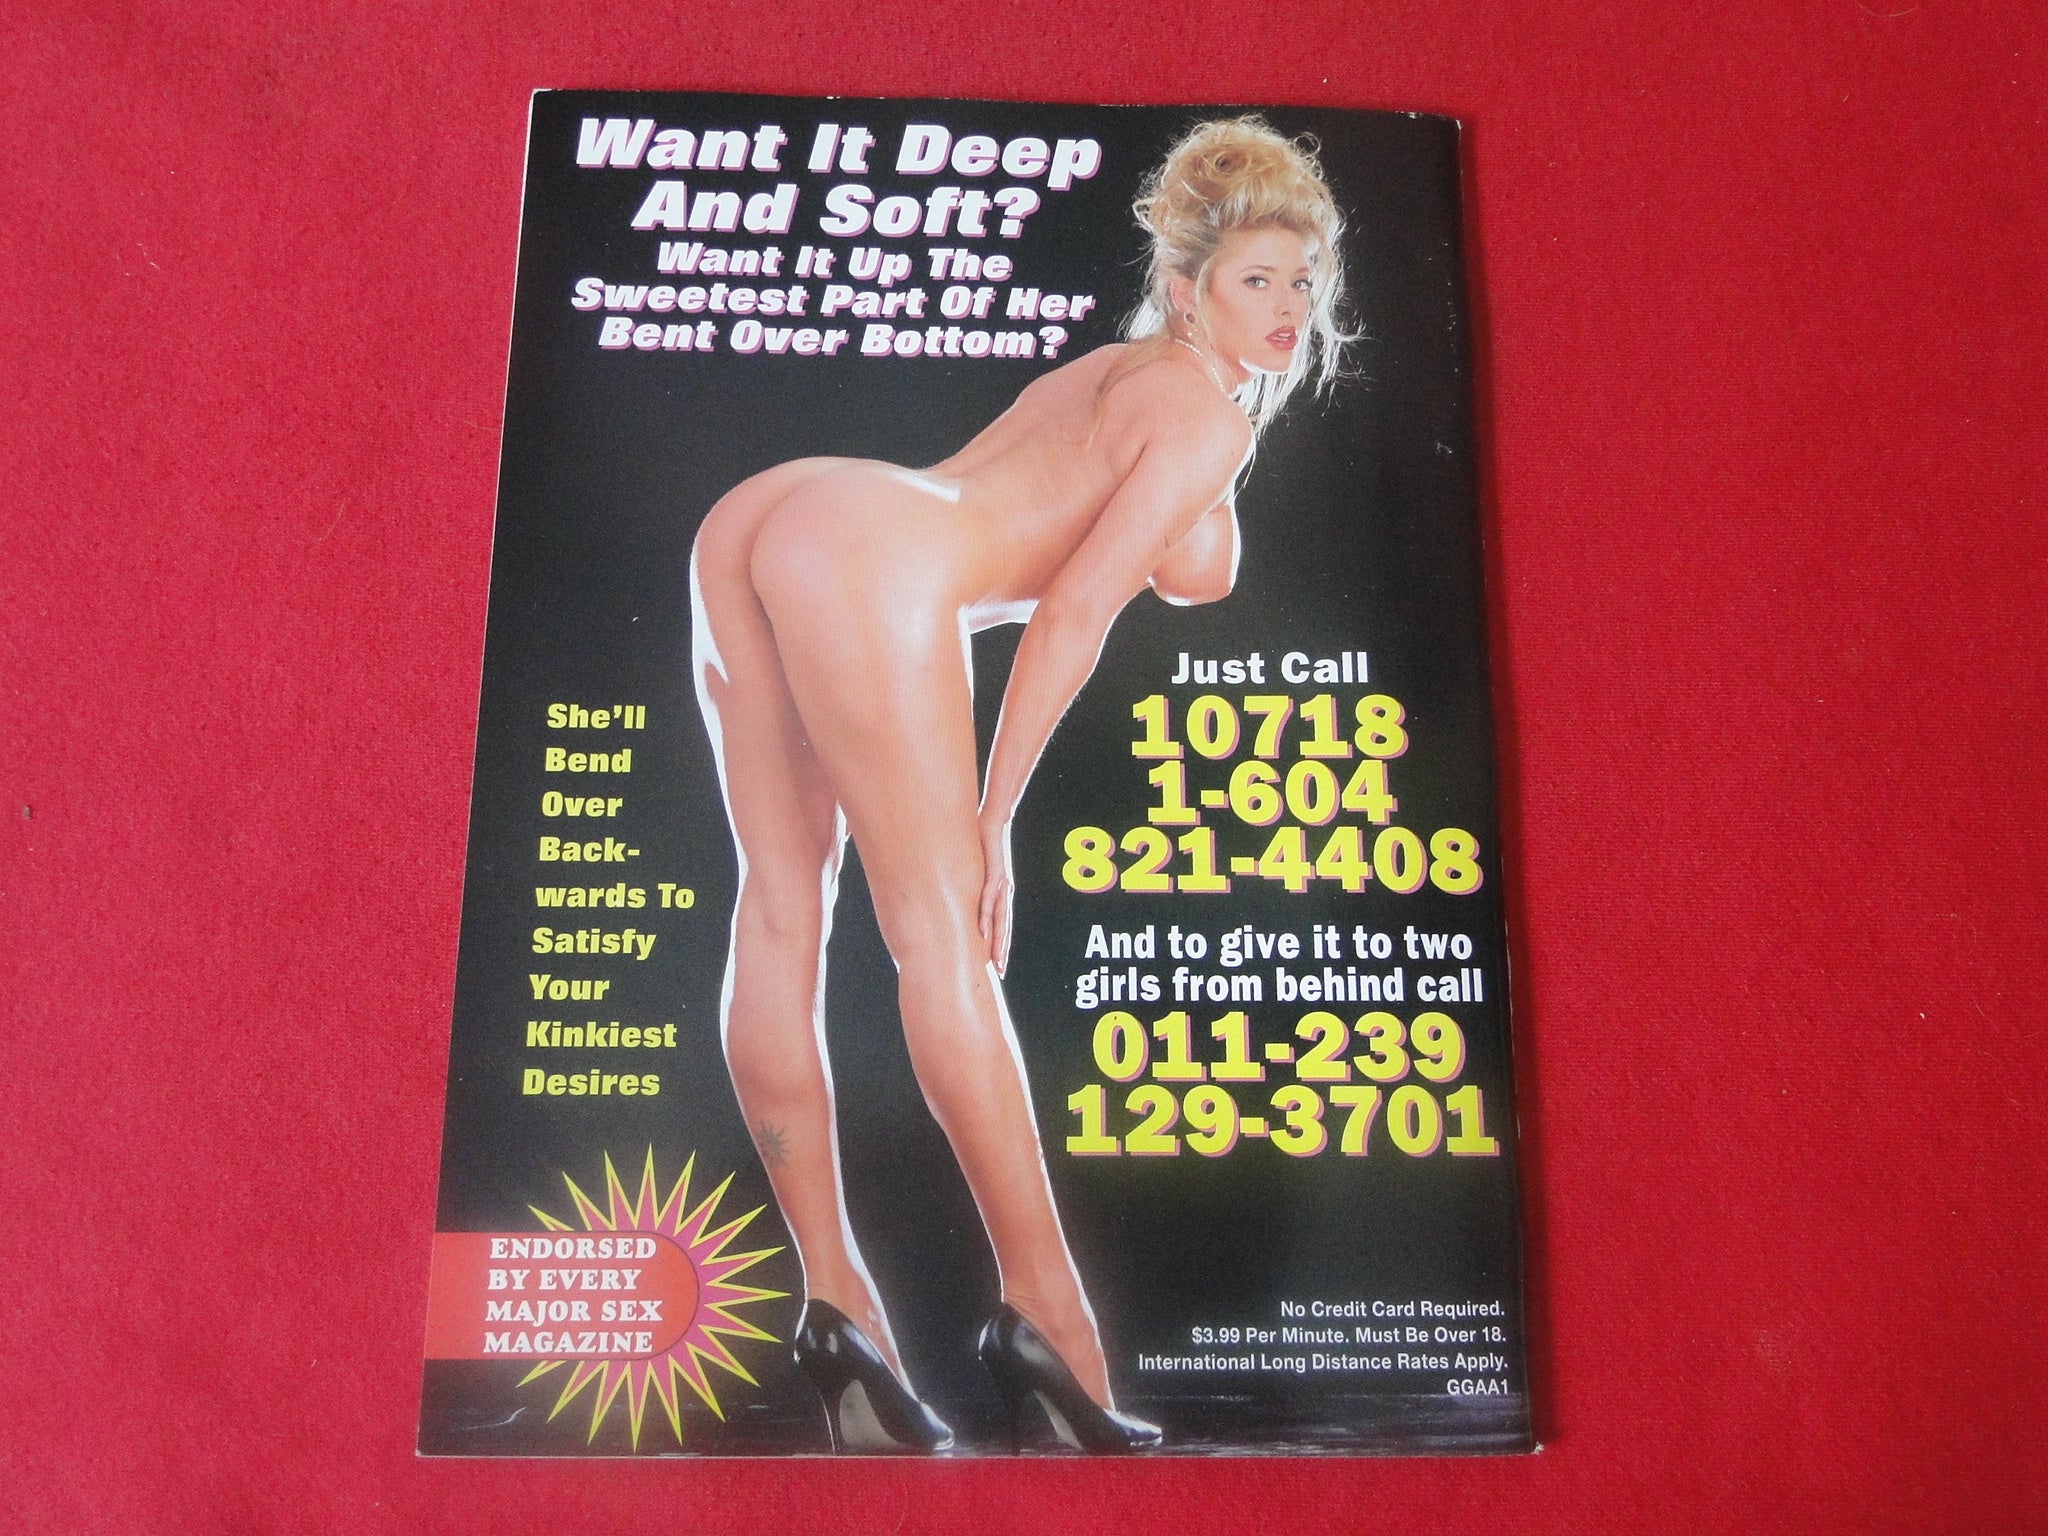 Want It Deep
And Soft?
Want It Up The
Sweetest Part Of Her
Bent Over Bottom?
She'll
Bend
Over
Back-
wards To
Satisfy
Your
Kinkiest
Desires
Just Call
10718
1-604
821-4408
And to give it to two
girls from behind call
011-239
129-3701
ENDORSED
BY EVERY
MAJOR SEX
MAGAZINE
No Credit Card Required.
$3.99 Per Minute. Must Be Over 18.
International Long Distance Rates Apply.
GGAA1